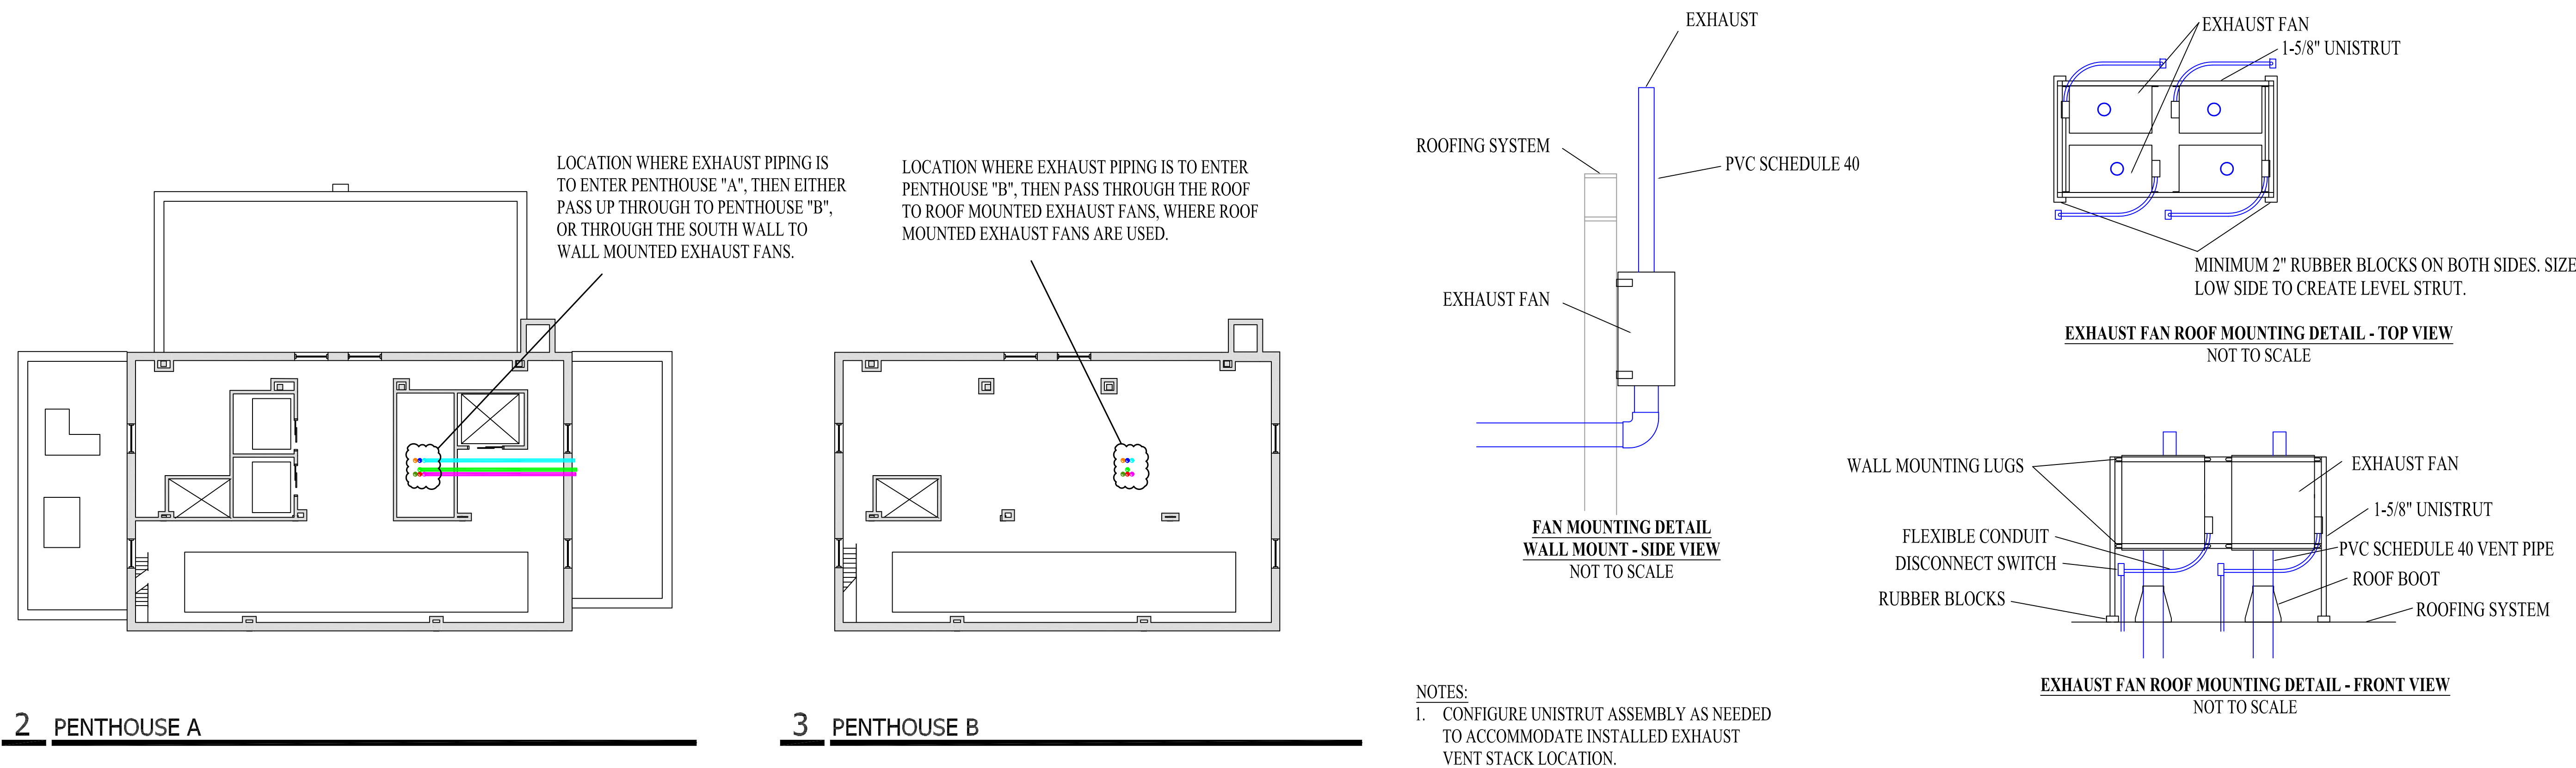 LOCATION WHERE EXHAUST PIPING IS
TO ENTER PENTHOUSE "A", THEN EITHER
PASS UP THROUGH TO PENTHOUSE "B",
OR THROUGH THE SOUTH WALL TO
WALL MOUNTED EXHAUST FANS.
2 PENTHOUSE A
LOCATION WHERE EXHAUST PIPING IS TO ENTER
PENTHOUSE "B", THEN PASS THROUGH THE ROOF
TO ROOF MOUNTED EXHAUST FANS, WHERE ROOF
MOUNTED EXHAUST FANS ARE USED.
3 PENTHOUSE B
EXHAUST
ROOFING SYSTEM
PVC SCHEDULE 40
EXHAUST FAN
FAN MOUNTING DETAIL
WALL MOUNT - SIDE VIEW
NOT TO SCALE
NOTES:
1. CONFIGURE UNISTRUT ASSEMBLY AS NEEDED
TO ACCOMMODATE INSTALLED EXHAUST
VENT STACK LOCATION.
EXHAUST FAN
1-5/8" UNISTRUT
MINIMUM 2" RUBBER BLOCKS ON BOTH SIDES. SIZE
LOW SIDE TO CREATE LEVEL STRUT.
EXHAUST FAN ROOF MOUNTING DETAIL - TOP VIEW
NOT TO SCALE
WALL MOUNTING LUGS
EXHAUST FAN
1-5/8" UNISTRUT
FLEXIBLE CONDUIT
PVC SCHEDULE 40 VENT PIPE
DISCONNECT SWITCH
ROOF BOOT
RUBBER BLOCKS
ROOFING SYSTEM
EXHAUST FAN ROOF MOUNTING DETAIL - FRONT VIEW
NOT TO SCALE